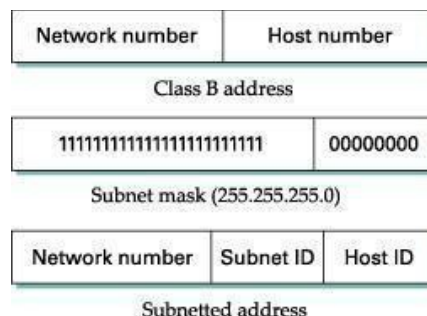 Network number Host number
Class B address
111111111111111111111111 00000000
Subnet mask (255.255.255.0)
Network number Subnet ID Host ID
Subnetted address